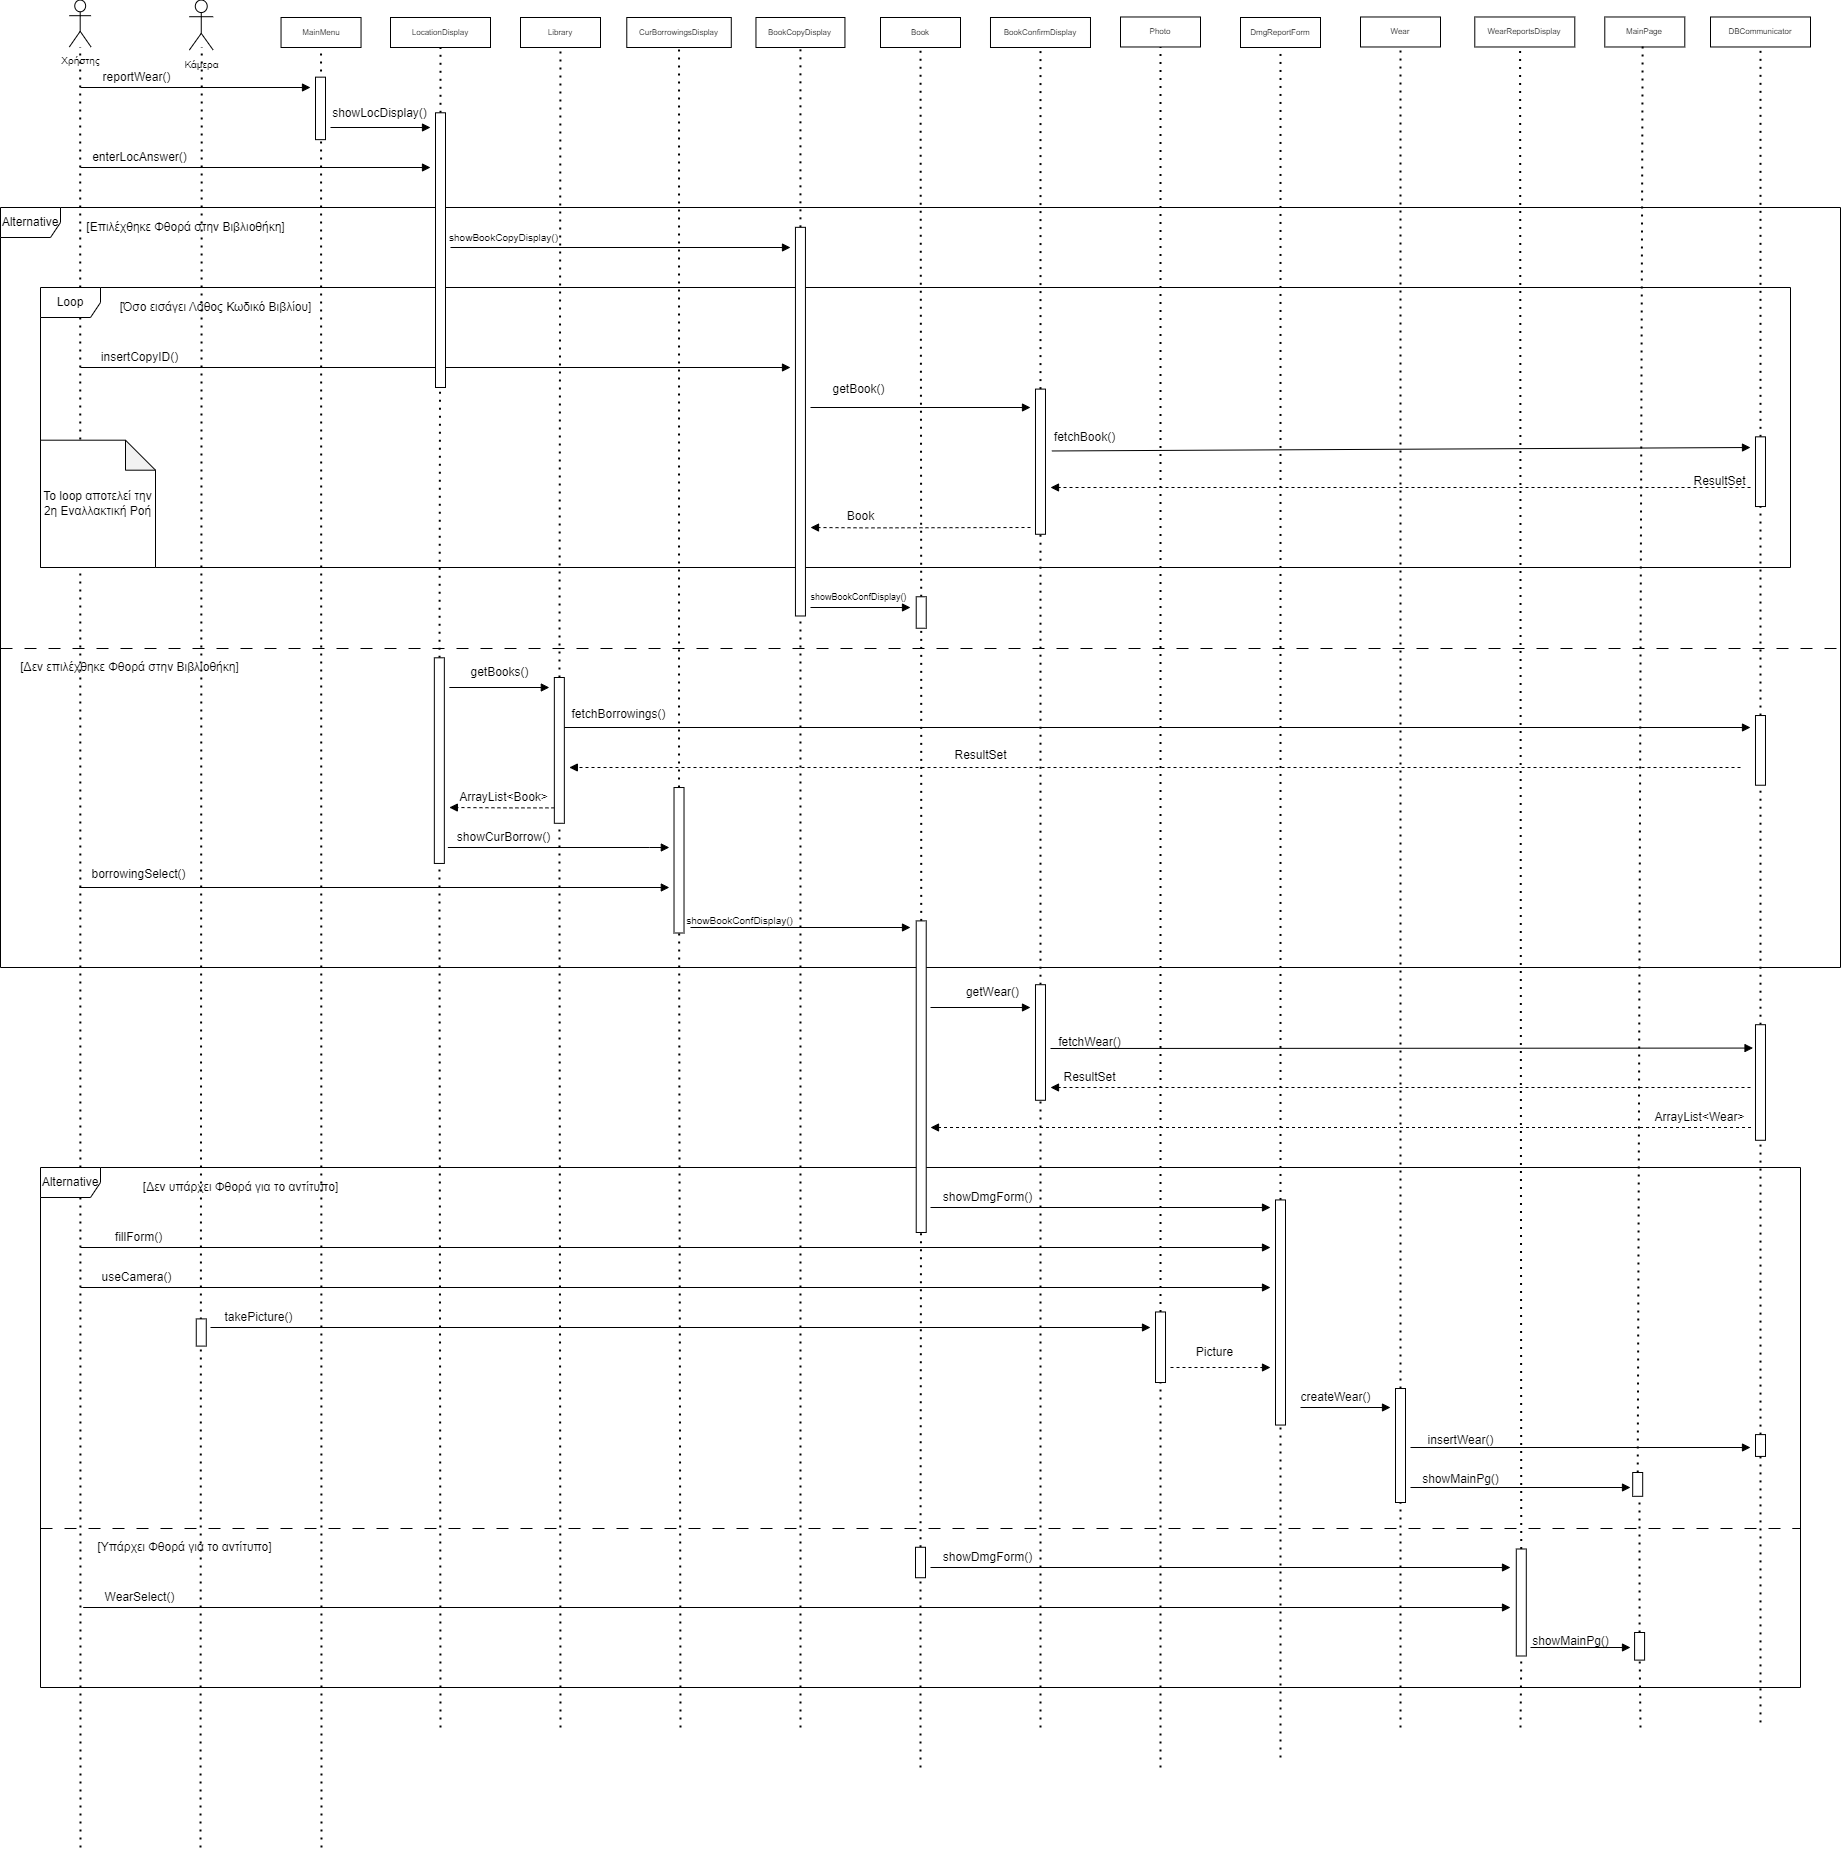 MainMenu
LocationDisplay
Library
CurBorrowingsDisplay
BookCopyDisplay
Book
BookConfirmDisplay
Photo
DmgReportForm
Wear
WearReportsDisplay
MainPage
DBCommunicator
Χρήστης
Κάμερα
reportWear()
showLocDisplay()
enterLocAnswer()
Alternative
[Επιλέχθηκε Φθορά στην Βιβλιοθήκη]
showBookCopyDisplay()
Loop
[Όσο εισάγει Λάθος Κωδικό Βιβλίου]
insertCopyID()
getBook()
fetchBook()
ResultSet
Το loop αποτελεί την
2η Εναλλακτική Ροή
Book
showBookConfDisplay()
[Δεν επιλέχθηκε Φθορά στην Βιβλιοθήκη]
getBooks()
fetchBorrowings()
ResultSet
ArrayList<Book>
showCurBorrow()
borrowingSelect()
showBookConfDisplay()
getWear()
fetchWear()
ResultSet
ArrayList<Wear>
Alternative
[Δεν υπάρχει Φθορά για το αντίτυπο]
showDmgForm()
fillForm()
useCamera()
takePicture()
Picture
createWear()
insertWear()
showMainPg()
[Υπάρχει Φθορά για το αντίτυπο]
showDmgForm()
WearSelect()
showMainPg()